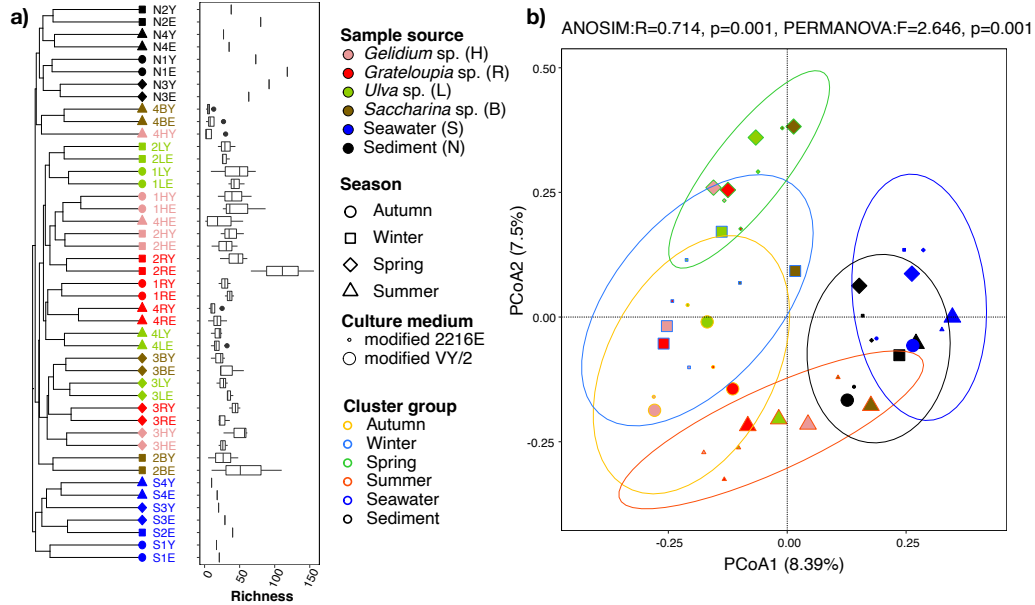 a)
N2Y
N2E
N4Y
N4E
N1Y
N1E
N3Y
N3E
4BY
4BE
4HY
2LY
2LE
1LY
1LE
1HY
1HE
4HE
2HY
2HE
2RY
2RE
1RY
1RE
4RY
4RE
4LY
4LE
3BY
3BE
3LY
3LE
3RY
3RE
3HY
3HE
2BY
2BE
S4Y
S4E
S3Y
S3E
S2E
S1Y
S1E
0
50
100
150
Richness
Sample source
Gelidium sp. (H)
Grateloupia sp. (R)
Ulva sp. (L)
Saccharina sp. (B)
Seawater (S)
Sediment (N)
Season
Autumn
Winter
Spring
Summer
Culture medium
modified 2216E
modified VY/2
Cluster group
Autumn
Winter
Spring
Summer
Seawater
Sediment
b)
ANOSIM:R=0.714, p=0.001, PERMANOVA:F=2.646, p=0.001
0.50
0.25
0.00
-0.25
-0.50
PCoA2 (7.5%)
-0.25
0.00
0.25
PCoA1 (8.39%)